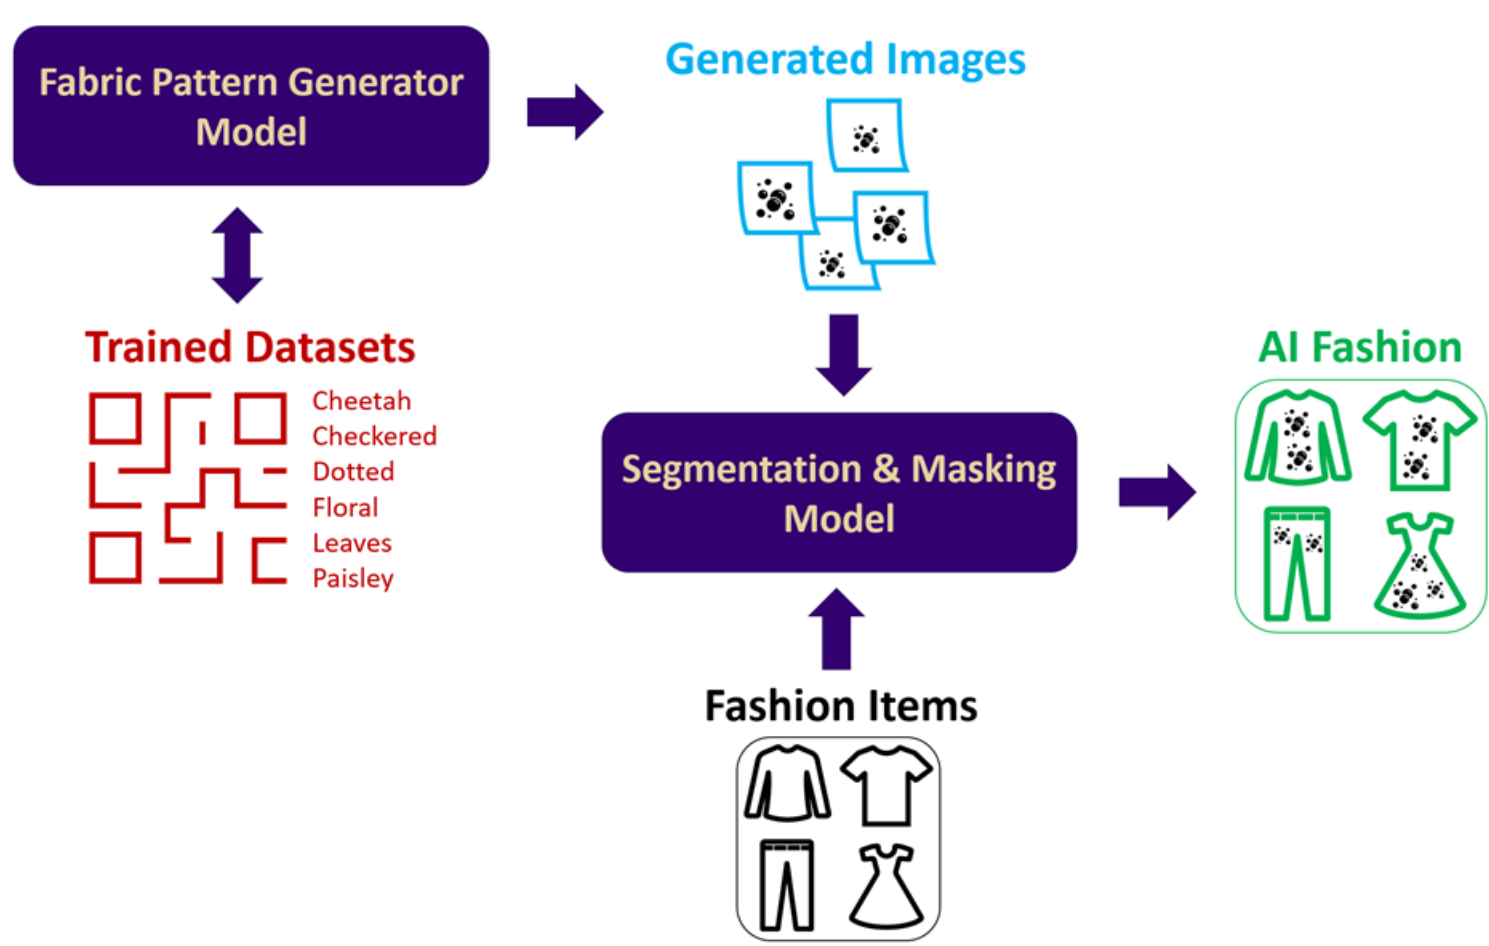 Fabric Pattern Generator
Model
Generated Images
Trained Datasets
Cheetah
Checkered
Dotted
Floral
Leaves
Paisley
Segmentation & Masking
Model
AI Fashion
Fashion Items